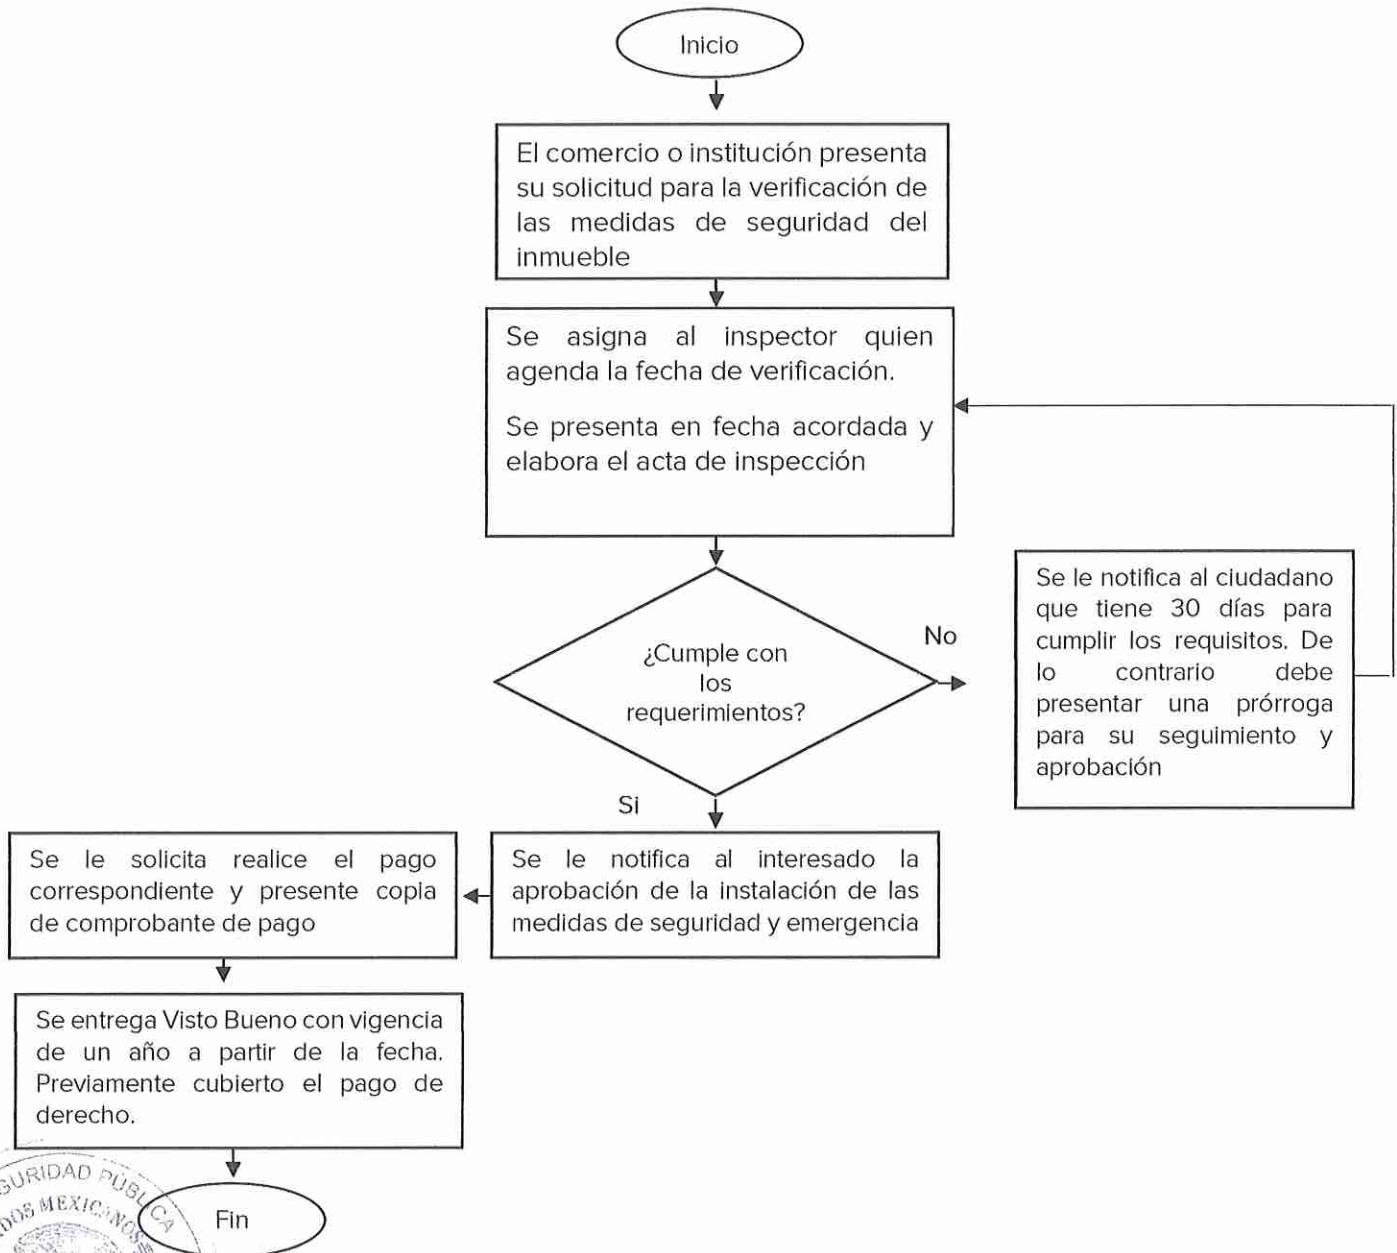 Inicio
El comercio o institución presenta
su solicitud para la verificación de
las medidas de seguridad del
inmueble
Se asigna al inspector quien
agenda la fecha de verificación.
Se presenta en fecha acordada y
elabora el acta de inspección
¿Cumple con
los
requerimientos?
No
Se le notifica al ciudadano
que tiene 30 días para
cumplir los requisitos. De
lo contrario debe
presentar una prórroga
para su seguimiento y
aprobación
Si
Se le notifica al interesado la
aprobación de la instalación de las
medidas de seguridad y emergencia
Se le solicita realice el pago
correspondiente y presente copia
de comprobante de pago
Se entrega Visto Bueno con vigencia
de un año a partir de la fecha.
Previamente cubierto el pago de
derecho.
Fin
PÚBLICA
MEXICANOS